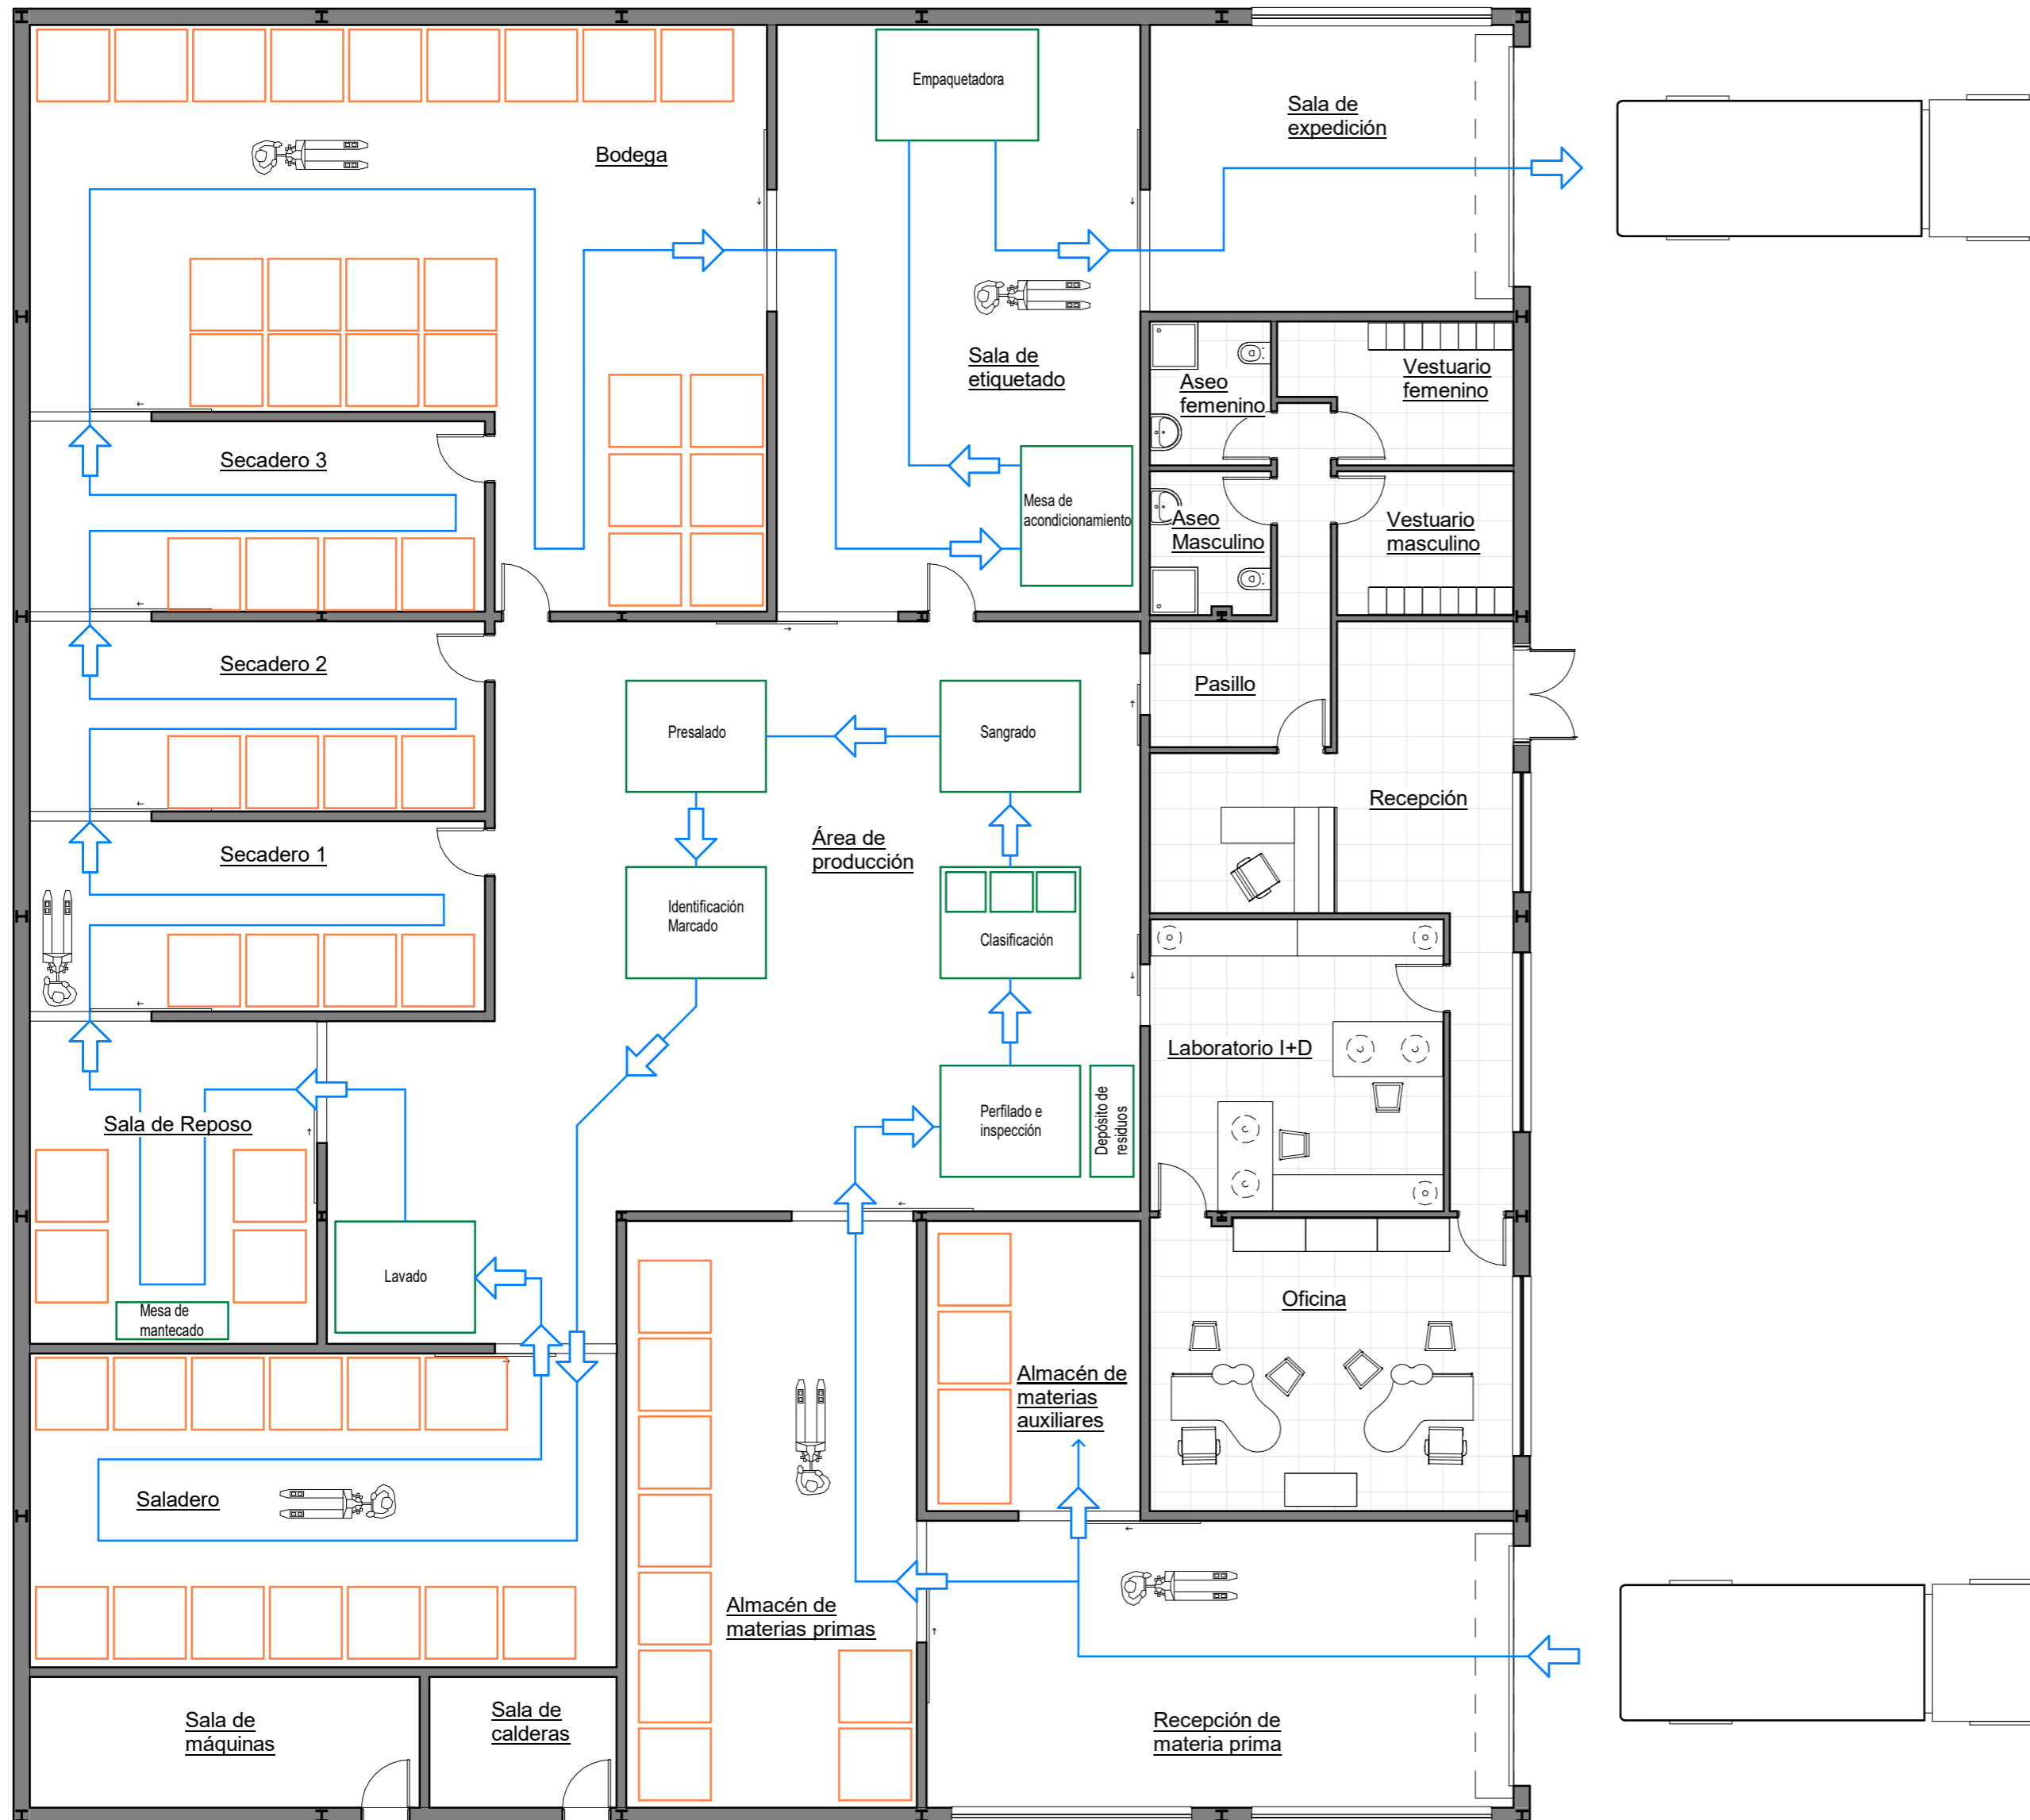 Empaquetadora
Sala de
expedición
Bodega
Sala de
etiquetado
Vestuario
femenino
Aseo
femenino
Secadero 3
Mesa de
acondicionamiento
Aseo
Masculino
Vestuario
masculino
Secadero 2
Pasillo
Presalado
Sangrado
Recepción
Secadero 1
Área de
producción
Identificación
Marcado
Clasificación
Laboratorio I+D
Sala de Reposo
Perfilado e
inspección
Depósito de
residuos
Lavado
Mesa de
mantecado
Oficina
Almacén de
materias
auxiliares
Saladero
Almacén de
materias primas
Sala de
máquinas
Sala de
calderas
Recepción de
materia prima